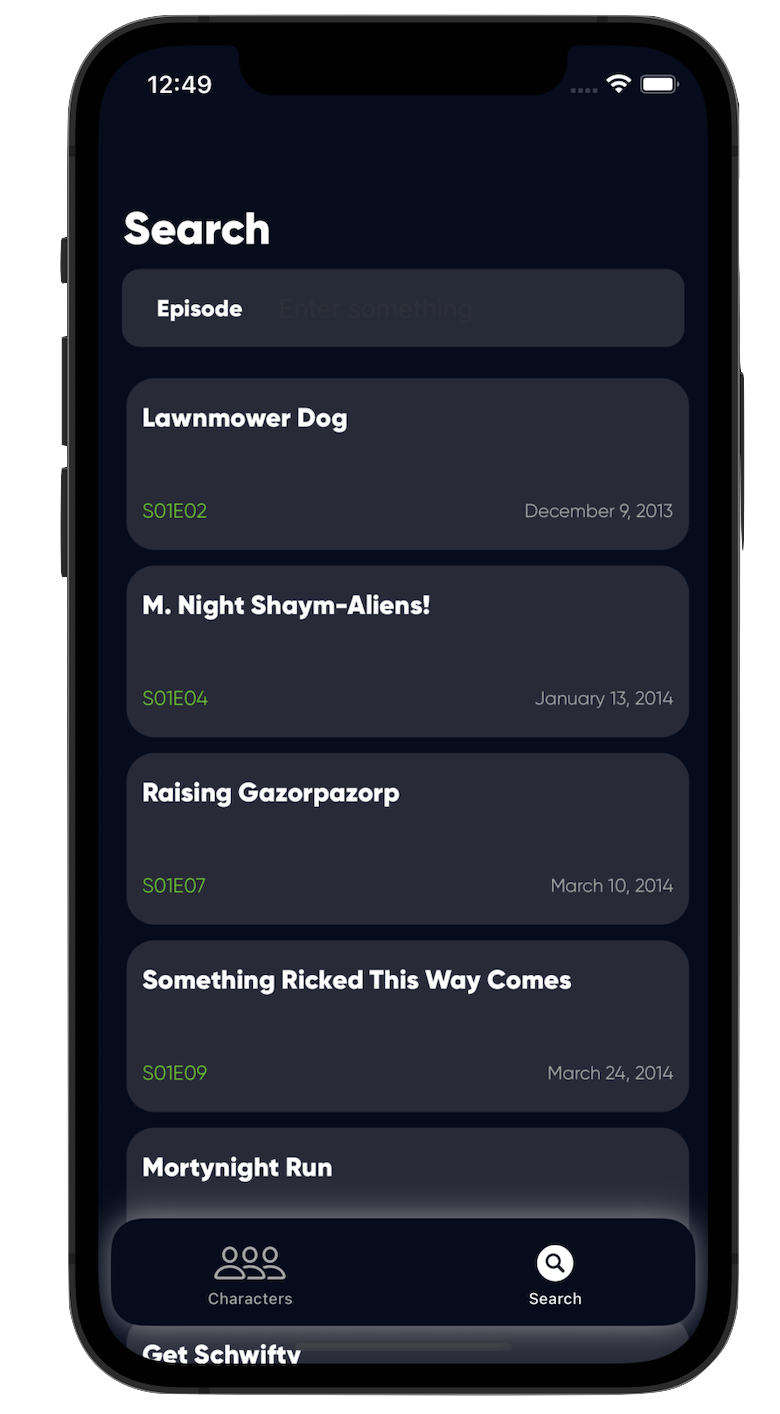 12:49
Search
Episode Enter something
Lawnmower Dog
S01E02 December 9, 2013
M. Night Shaym-Aliens!
S01E04 January 13, 2014
Raising Gazorpazorp
S01E07 March 10, 2014
Something Ricked This Way Comes
S01E09 March 24, 2014
Mortynight Run
Characters Search
Get Schwifty